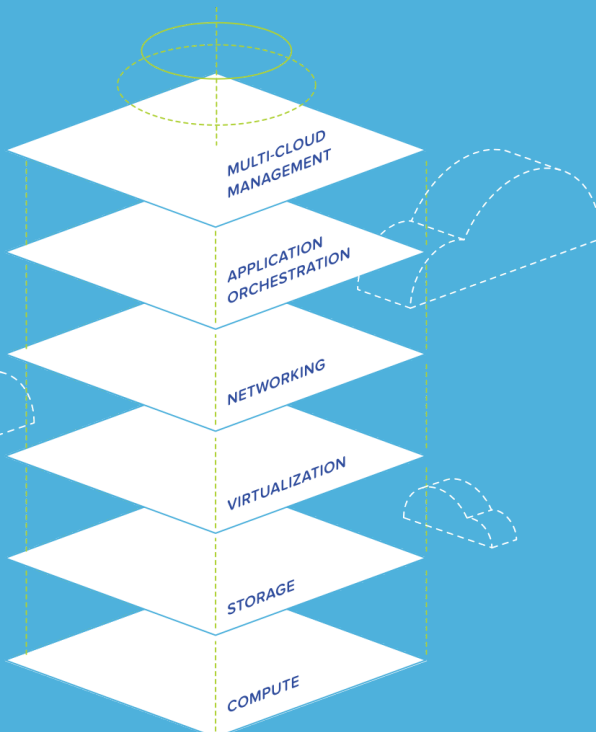 MULTI-CLOUD
MANAGEMENT
APPLICATION
ORCHESTRATION
NETWORKING
VIRTUALIZATION
STORAGE
COMPUTE